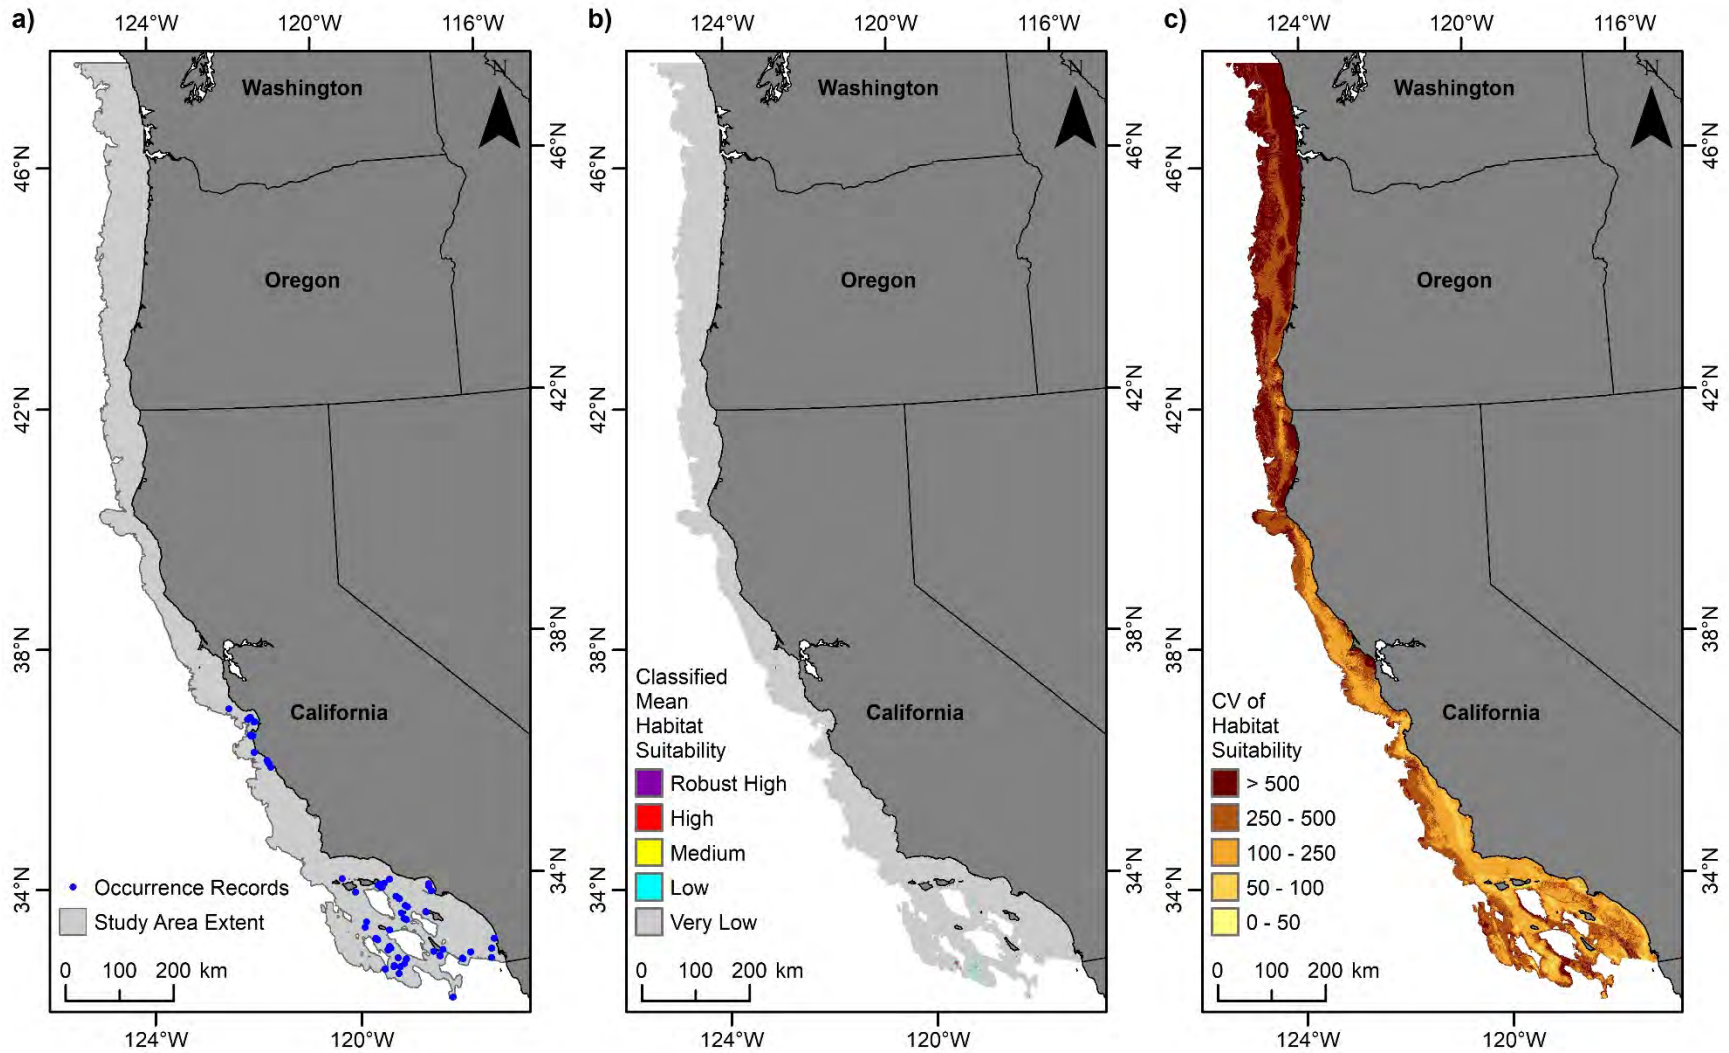 a)
124°W 120°W 116°W
Washington
N
46°N
46°N
Oregon
42°N
42°N
38°N
38°N
California
34°N
34°N
Occurrence Records
Study Area Extent
0 100 200 km
124°W 120°W
b)
124°W 120°W 116°W
Washington
N
46°N
46°N
Oregon
42°N
42°N
38°N
38°N
California
Classified
Mean
Habitat
Suitability
Robust High
High
Medium
Low
Very Low
34°N
34°N
0 100 200 km
124°W 120°W
c)
124°W 120°W 116°W
Washington
N
46°N
46°N
Oregon
42°N
42°N
38°N
38°N
California
CV of
Habitat
Suitability
> 500
250 - 500
100 - 250
50 - 100
0 - 50
34°N
34°N
0 100 200 km
124°W 120°W